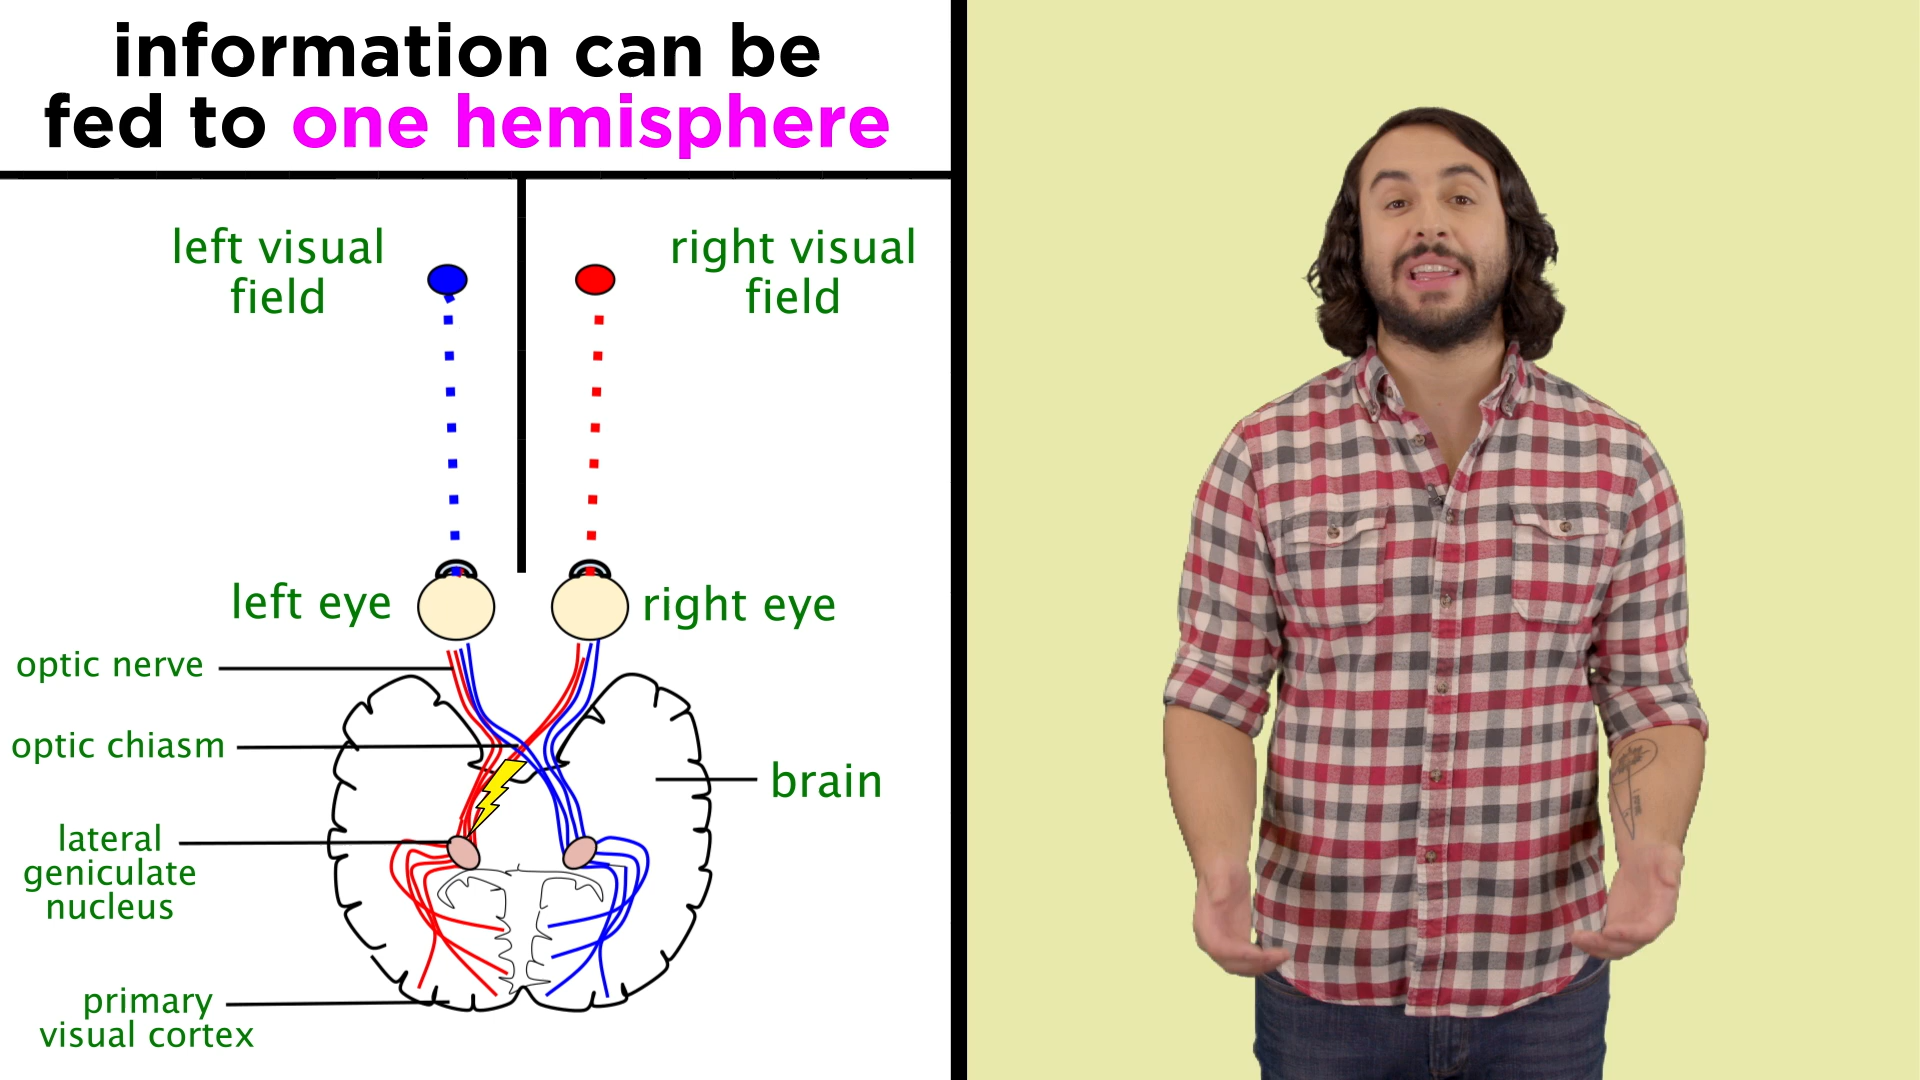 information can be
fed to one hemisphere
left visual
field
right visual
field
left eye
right eye
optic nerve
optic chiasm
brain
lateral
geniculate
nucleus
primary
visual cortex